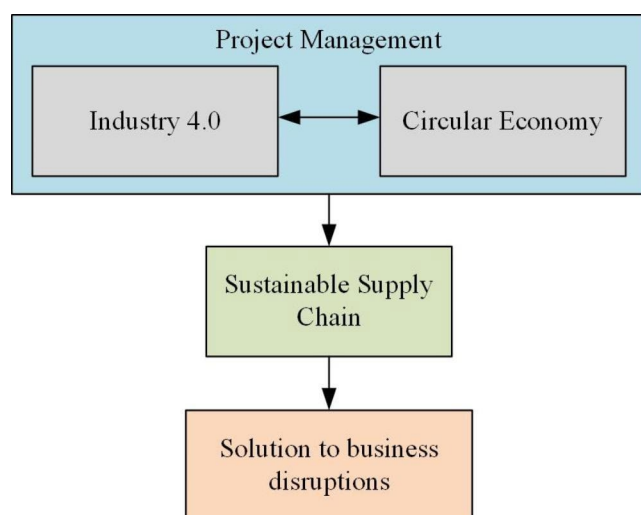 Project Management
Industry 4.0
Circular Economy
Sustainable Supply
Chain
Solution to business
disruptions